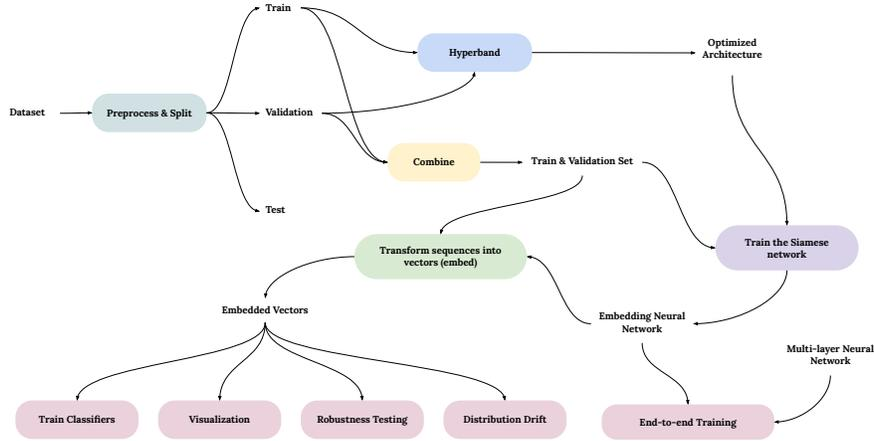 Train
Hyperband
Optimized
Architecture
Dataset
Preprocess & Split
Validation
Combine
Train & Validation Set
Test
Transform sequences into
vectors (embed)
Train the Siamese
network
Embedded Vectors
Embedding Neural
Network
Multi-layer Neural
Network
Train Classifiers
Visualization
Robustness Testing
Distribution Drift
End-to-end Training